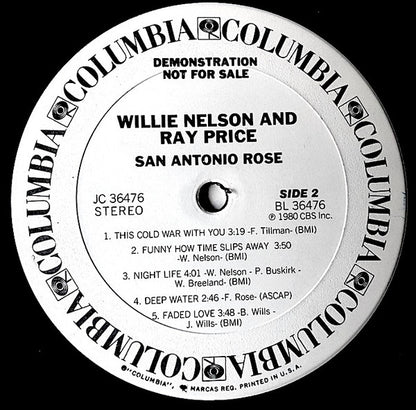 COLUMBIA COLUMBIA COLUMBIA COLUMBIA COLUMBIA COLUMBIA COLUMBIA COLUMBIA
DEMONSTRATION
NOT FOR SALE
WILLIE NELSON AND
RAY PRICE
SAN ANTONIO ROSE
JC 36476
STEREO
SIDE 2
BL 36476
℗ 1980 CBS Inc.
1. THIS COLD WAR WITH YOU 3:19 -F. Tillman- (BMI)
2. FUNNY HOW TIME SLIPS AWAY 3:50
-W. Nelson- (BMI)
3. NIGHT LIFE 4:01 -W. Nelson - P. Buskirk -
W. Breeland- (BMI)
4. DEEP WATER 2:46 -F. Rose- (ASCAP)
5. FADED LOVE 3:48 -B. Wills -
J. Wills- (BMI)
® "COLUMBIA", MARCAS REG. PRINTED IN U.S.A.